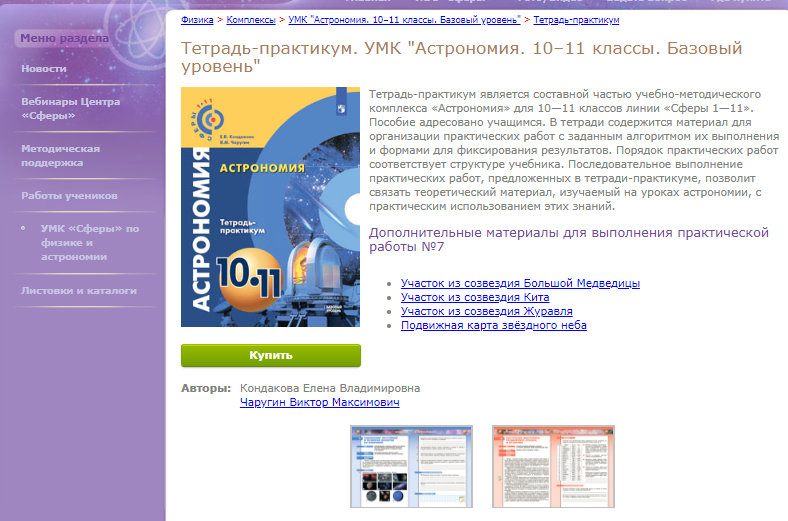 Меню раздела
Новости
Вебинары Центра
«Сферы»
Методическая
поддержка
Работы учеников
УМК «Сферы» по
физике и
астрономии
Листовки и каталоги
Физика > Комплексы > УМК "Астрономия. 10–11 классы. Базовый уровень" > Тетрадь-практикум
Тетрадь-практикум. УМК "Астрономия. 10–11 классы. Базовый
уровень"
АСТРОНОМИЯ
Тетрадь-
практикум
АСТРОНОМИЯ
10•11
Тетрадь-практикум является составной частью учебно-методического
комплекса «Астрономия» для 10—11 классов линии «Сферы 1—11».
Пособие адресовано учащимся. В тетради содержится материал для
организации практических работ с заданным алгоритмом их выполнения
и формами для фиксирования результатов. Порядок практических работ
соответствует структуре учебника. Последовательное выполнение
практических работ, предложенных в тетради-практикуме, позволит
связать теоретический материал, изучаемый на уроках астрономии, с
практическим использованием этих знаний.
Дополнительные материалы для выполнения практической
работы №7
Участок из созвездия Большой Медведицы
Участок из созвездия Кита
Участок из созвездия Журавля
Подвижная карта звёздного неба
Купить
Авторы: Кондакова Елена Владимировна
Чаругин Виктор Максимович